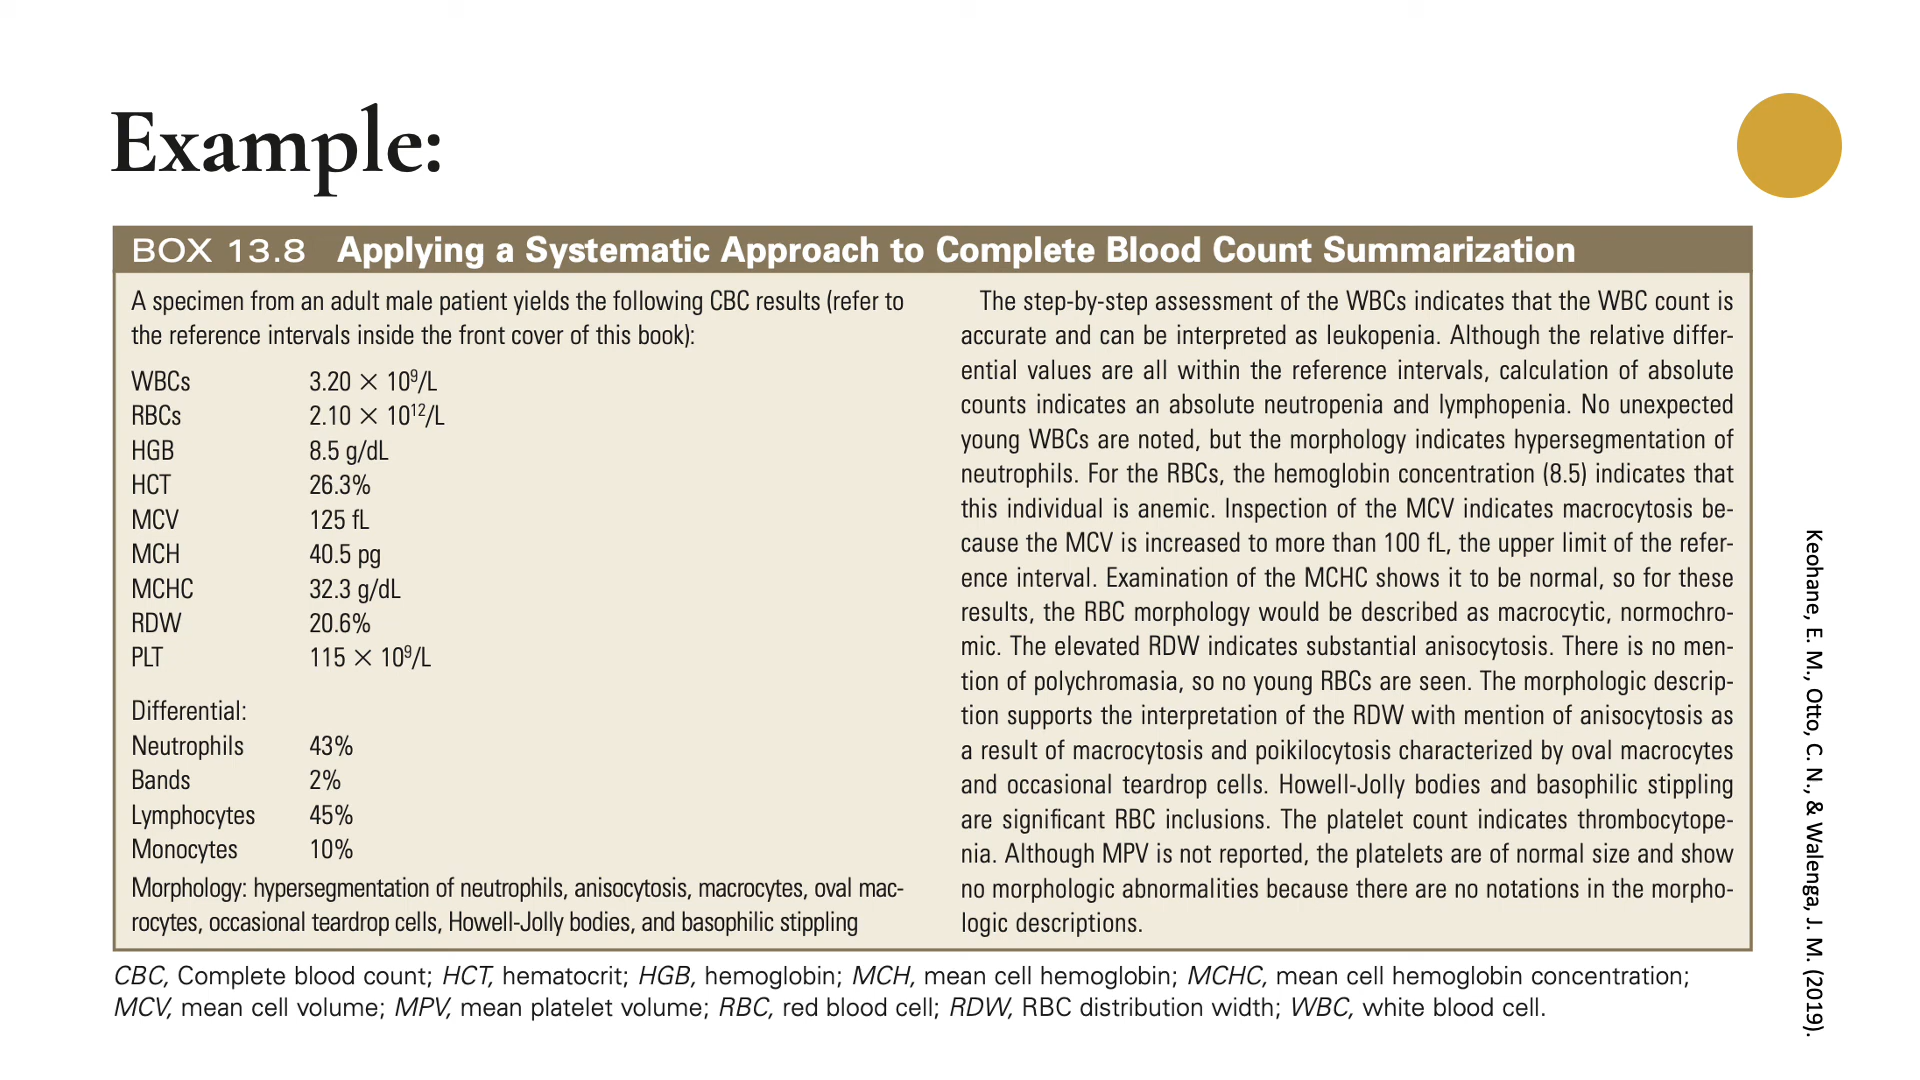 Example:
BOX 13.8 Applying a Systematic Approach to Complete Blood Count Summarization
A specimen from an adult male patient yields the following CBC results (refer to
the reference intervals inside the front cover of this book):
WBCs 3.20 × 10⁹/L
RBCs 2.10 × 10¹²/L
HGB 8.5 g/dL
HCT 26.3%
MCV 125 fL
MCH 40.5 pg
MCHC 32.3 g/dL
RDW 20.6%
PLT 115 × 10⁹/L
Differential:
Neutrophils 43%
Bands 2%
Lymphocytes 45%
Monocytes 10%
Morphology: hypersegmentation of neutrophils, anisocytosis, macrocytes, oval mac-
rocytes, occasional teardrop cells, Howell-Jolly bodies, and basophilic stippling
The step-by-step assessment of the WBCs indicates that the WBC count is
accurate and can be interpreted as leukopenia. Although the relative differ-
ential values are all within the reference intervals, calculation of absolute
counts indicates an absolute neutropenia and lymphopenia. No unexpected
young WBCs are noted, but the morphology indicates hypersegmentation of
neutrophils. For the RBCs, the hemoglobin concentration (8.5) indicates that
this individual is anemic. Inspection of the MCV indicates macrocytosis be-
cause the MCV is increased to more than 100 fL, the upper limit of the refer-
ence interval. Examination of the MCHC shows it to be normal, so for these
results, the RBC morphology would be described as macrocytic, normochro-
mic. The elevated RDW indicates substantial anisocytosis. There is no men-
tion of polychromasia, so no young RBCs are seen. The morphologic descrip-
tion supports the interpretation of the RDW with mention of anisocytosis as
a result of macrocytosis and poikilocytosis characterized by oval macrocytes
and occasional teardrop cells. Howell-Jolly bodies and basophilic stippling
are significant RBC inclusions. The platelet count indicates thrombocytope-
nia. Although MPV is not reported, the platelets are of normal size and show
no morphologic abnormalities because there are no notations in the morpho-
logic descriptions.
CBC, Complete blood count; HCT, hematocrit; HGB, hemoglobin; MCH, mean cell hemoglobin; MCHC, mean cell hemoglobin concentration;
MCV, mean cell volume; MPV, mean platelet volume; RBC, red blood cell; RDW, RBC distribution width; WBC, white blood cell.
Keohane, E. M., Otto, C. N., & Walenga, J. M. (2019).